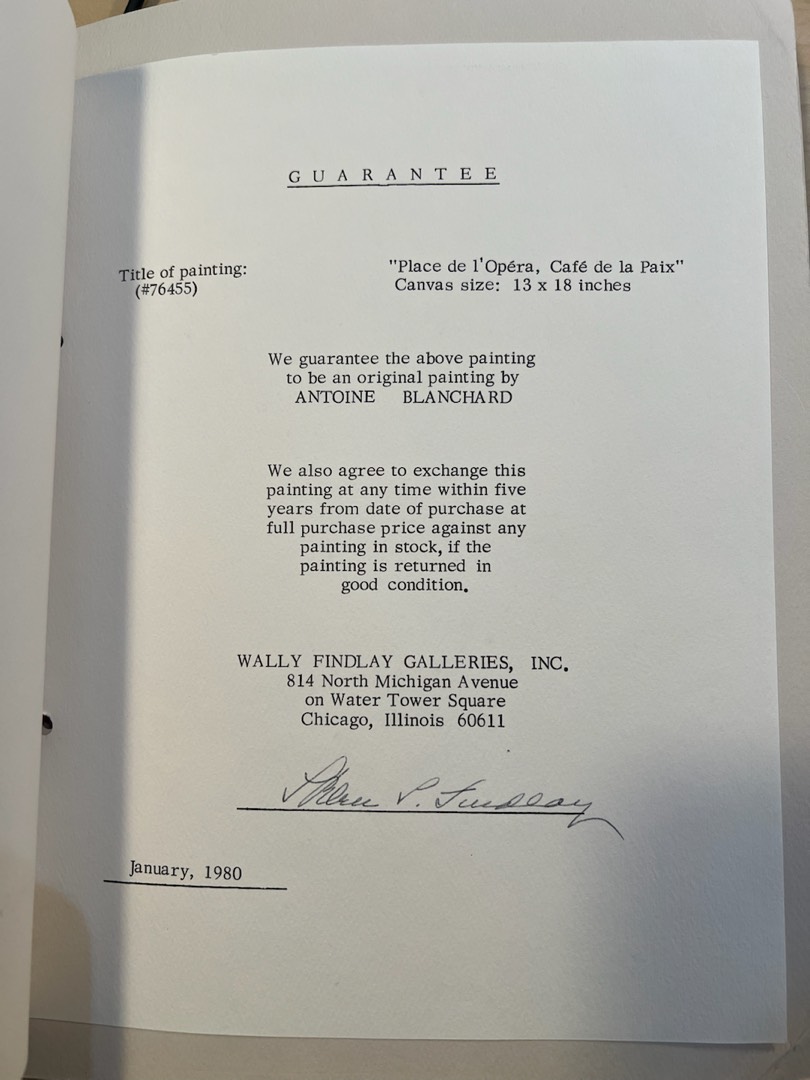 GUARANTEE
Title of painting:
(#76455)
"Place de l'Opéra, Café de la Paix"
Canvas size: 13 x 18 inches
We guarantee the above painting
to be an original painting by
ANTOINE BLANCHARD
We also agree to exchange this
painting at any time within five
years from date of purchase at
full purchase price against any
painting in stock, if the
painting is returned in
good condition.
WALLY FINDLAY GALLERIES, INC.
814 North Michigan Avenue
on Water Tower Square
Chicago, Illinois 60611
Findlay
January, 1980